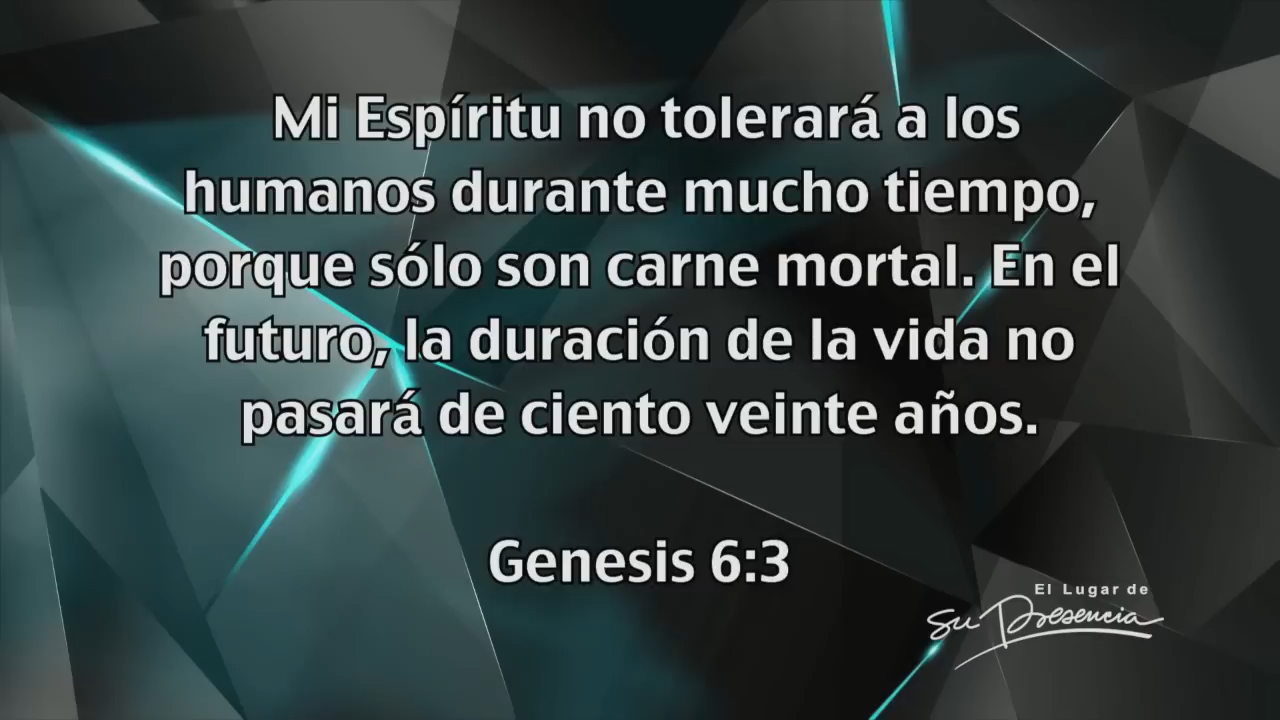 Mi Espíritu no tolerará a los
humanos durante mucho tiempo,
porque sólo son carne mortal. En el
futuro, la duración de la vida no
pasará de ciento veinte años.
Genesis 6:3
El Lugar de
Su Presencia